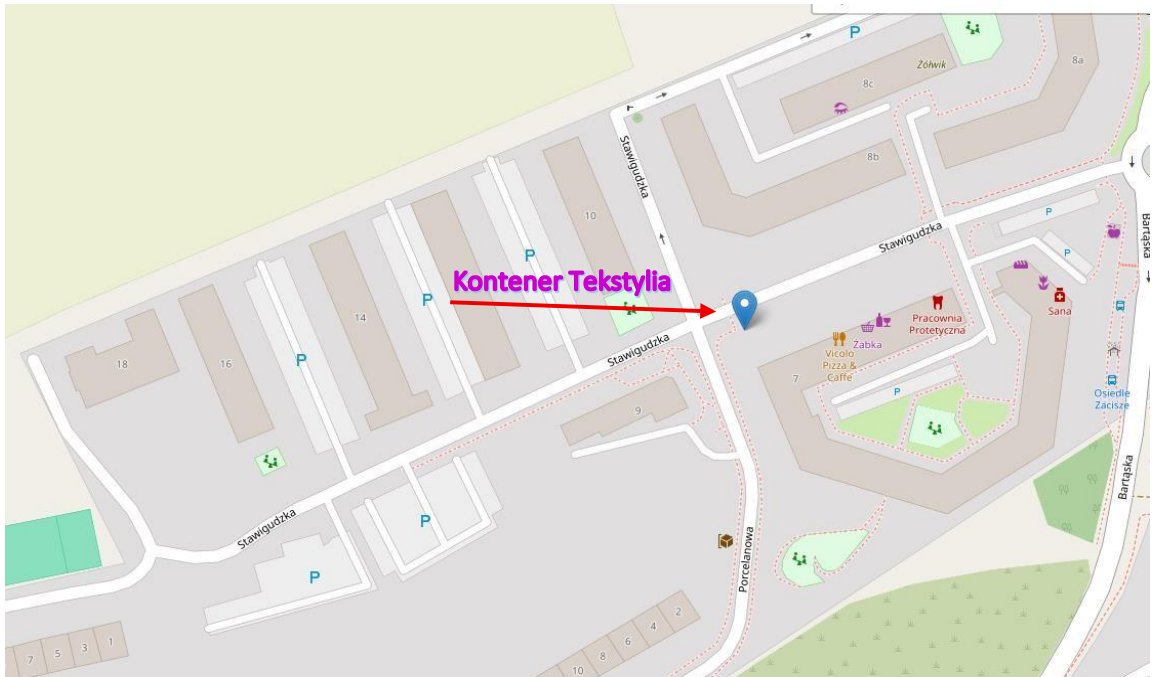 P
8a
Żółwik
8c
8b
Stawigudzka
10
P
P
P
14
P
18
16
Kontener Tekstylia
Stawigudzka
Stawigudzka
P
P
Bartąska
Sana
Pracownia
Protetyczna
Żabka
Vicolo
Pizza &
Caffe
7
P
Osiedle
Zacisze
9
Bartąska
P
Stawigudzka
P
Porcelanowa
7
5
3
1
10
8
6
4
2